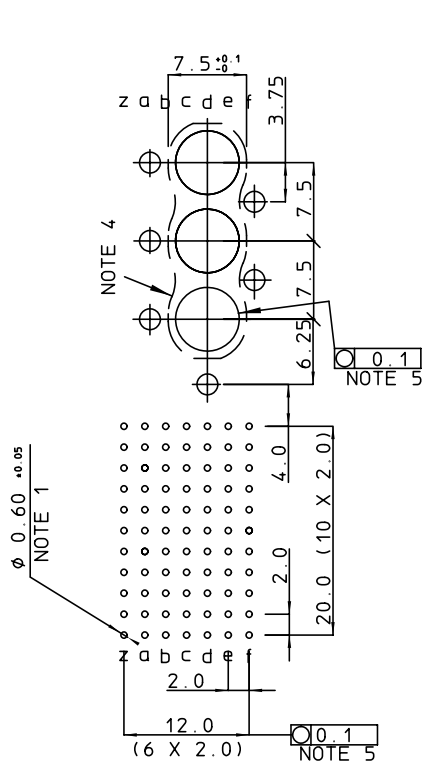 7.5 +0.1
-0
z a b c d e f
3.75
NOTE 4
7.5
7.5
6.25
0.1
NOTE 5
4.0
2.0
20.0 (10 X 2.0)
Ø 0.60 ±0.05
NOTE 1
z a b c d e f
2.0
12.0
(6 X 2.0)
0.1
NOTE 5